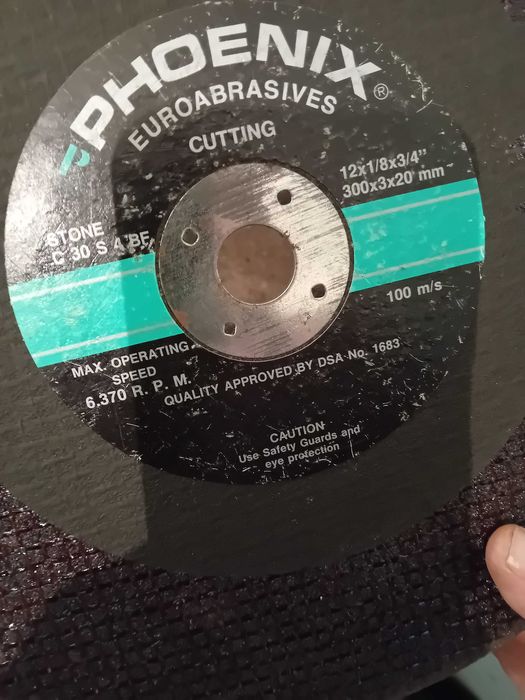 PHOENIX®
EUROABRASIVES
CUTTING
12x1/8x3/4"
300x3x20 mm
STONE
C 30 S 4 BF
100 m/s
MAX. OPERATING
SPEED
6.370 R. P. M.
QUALITY APPROVED BY DSA No. 1683
CAUTION
Use Safety Guards and
eye protection